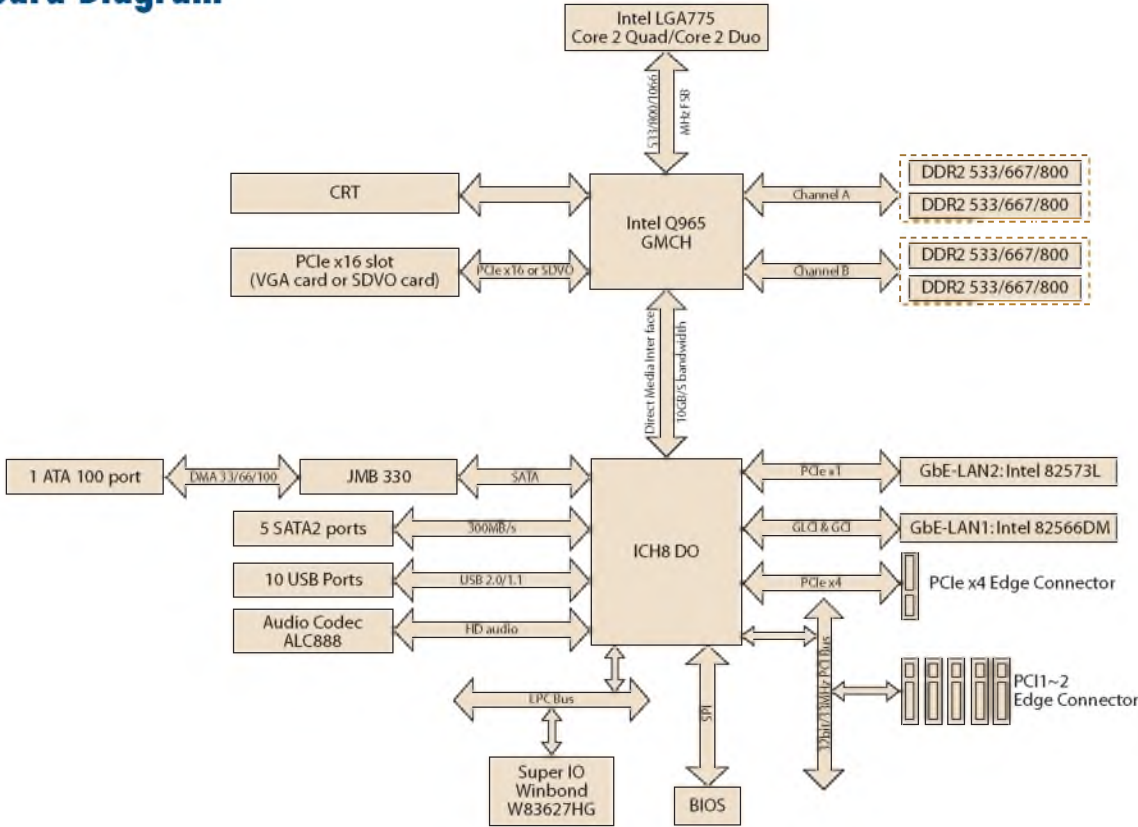 Intel LGA775
Core 2 Quad/Core 2 Duo
533/800/1066
MHz FSB
CRT
Intel Q965
GMCH
Channel A
DDR2 533/667/800
DDR2 533/667/800
PCIe x16 slot
(VGA card or SDVO card)
PCIe x16 or SDVO
Channel B
DDR2 533/667/800
DDR2 533/667/800
Direct Media Interface
10GB/S bandwidth
1 ATA 100 port
DMA 33/66/100
JMB 330
SATA
ICH8 DO
PCIe x1
GbE-LAN2: Intel 82573L
5 SATA2 ports
300MB/s
GLCI & GCI
GbE-LAN1: Intel 82566DM
10 USB Ports
USB 2.0/1.1
PCIe x4
PCIe x4 Edge Connector
Audio Codec
ALC888
HD audio
32bit/33MHz PCI Bus
PCI1~2
Edge Connector
LPC Bus
SPI
Super IO
Winbond
W83627HG
BIOS